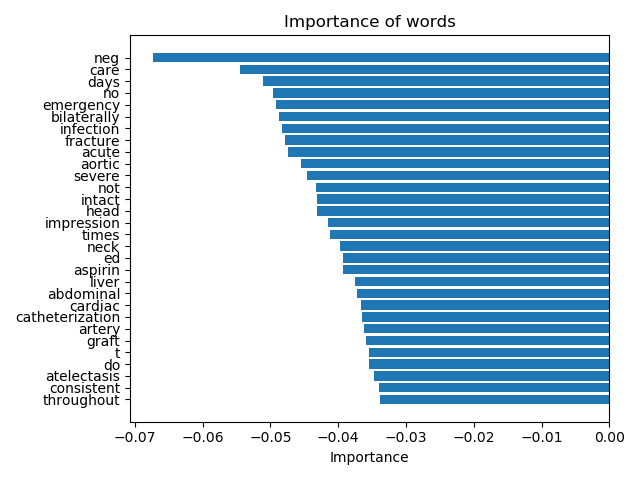 Importance of words
neg
care
days
no
emergency
bilaterally
infection
fracture
acute
aortic
severe
not
intact
head
impression
times
neck
ed
aspirin
liver
abdominal
cardiac
catheterization
artery
graft
t
do
atelectasis
consistent
throughout
−0.07 −0.06 −0.05 −0.04 −0.03 −0.02 −0.01 0.00
Importance